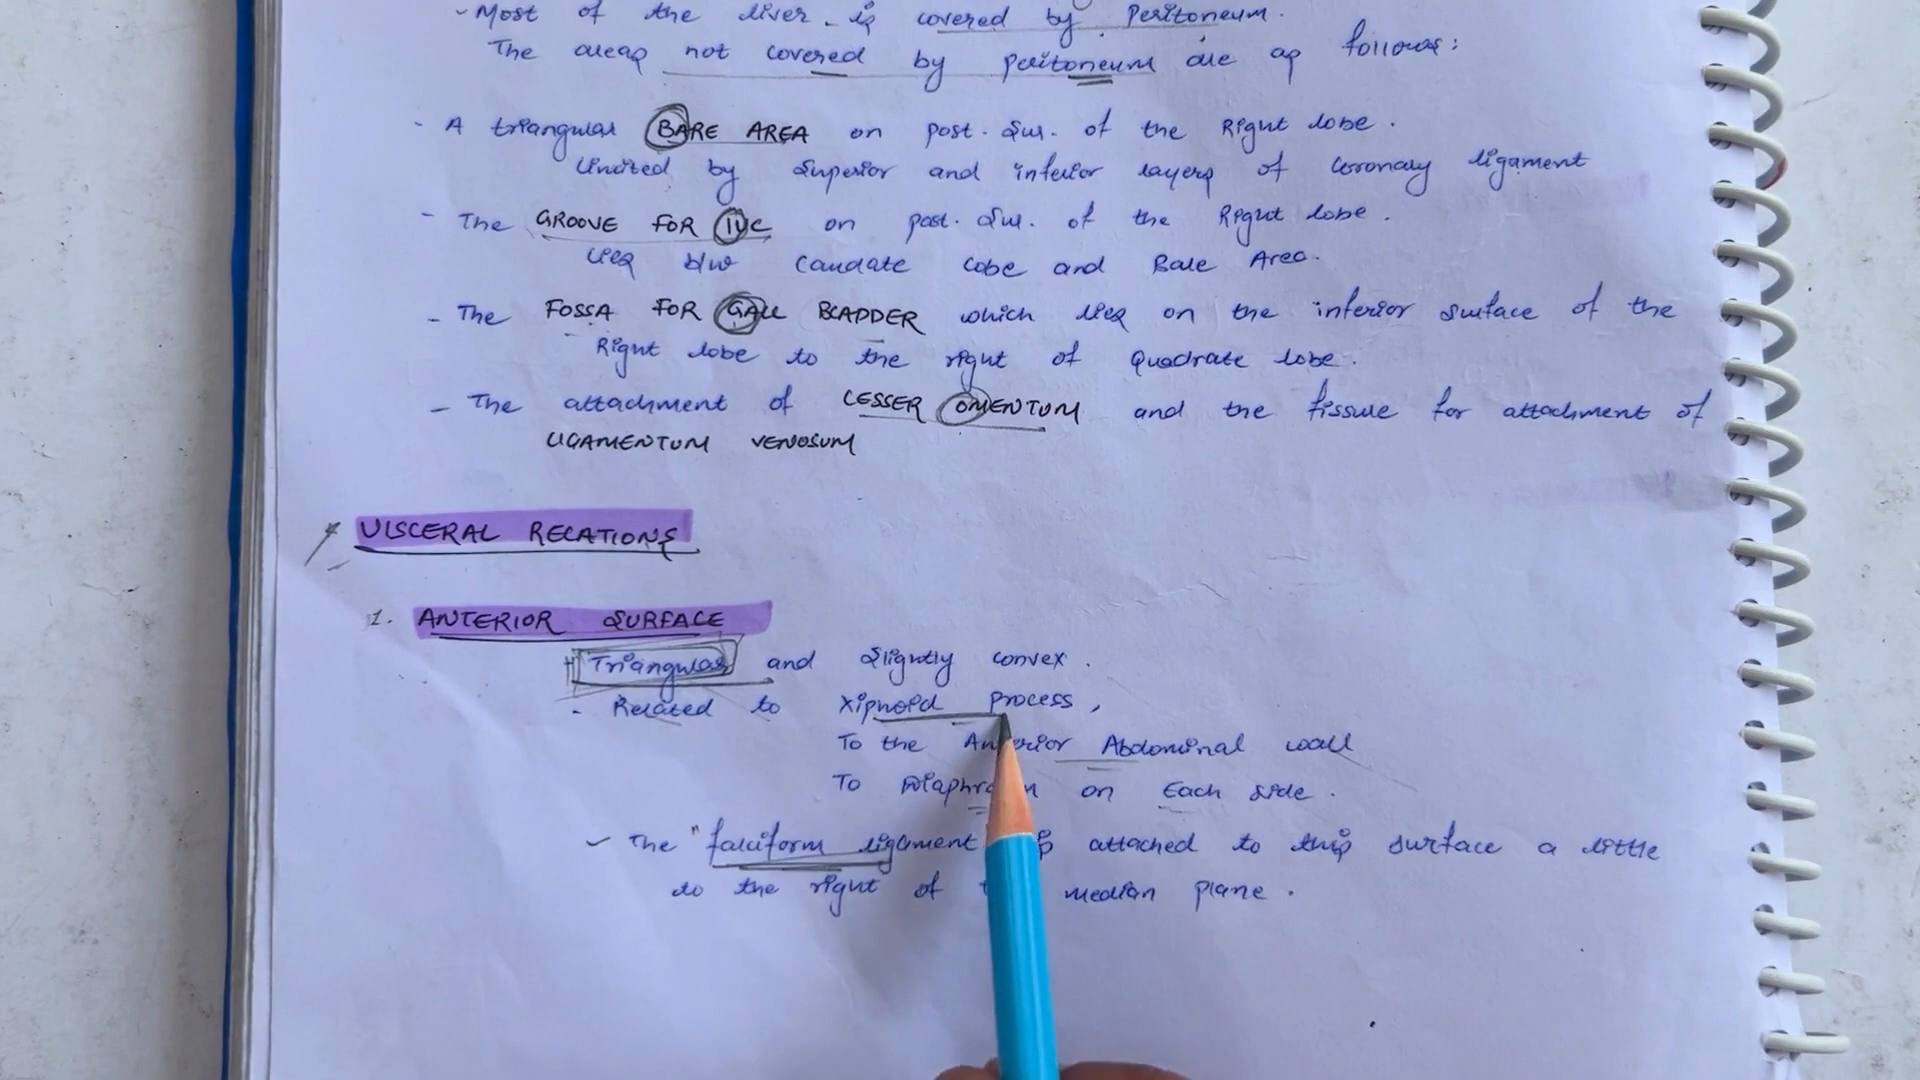 - Most of the liver is covered by Peritoneum.
The areas not covered by peritoneum are as follows:
- A triangular BARE AREA on post. Sur. of the Right lobe.
Limited by Superior and inferior layers of Coronary ligament
- The GROOVE FOR IVC on post. Sur. of the Right lobe.
Lies b/w Caudate Lobe and Bare Area.
- The FOSSA FOR GALL BLADDER which lies on the inferior surface of the
Right lobe to the right of Quadrate lobe.
- The attachment of LESSER OMENTUM and the fissure for attachment of
LIGAMENTUM VENOSUM
VISCERAL RELATIONS
1. ANTERIOR SURFACE
Triangular and Slightly convex.
- Related to Xiphoid process,
To the Anterior Abdominal wall
To Diaphragm on Each side.
- The "falciform ligament is attached to this surface a little
to the right of median plane.